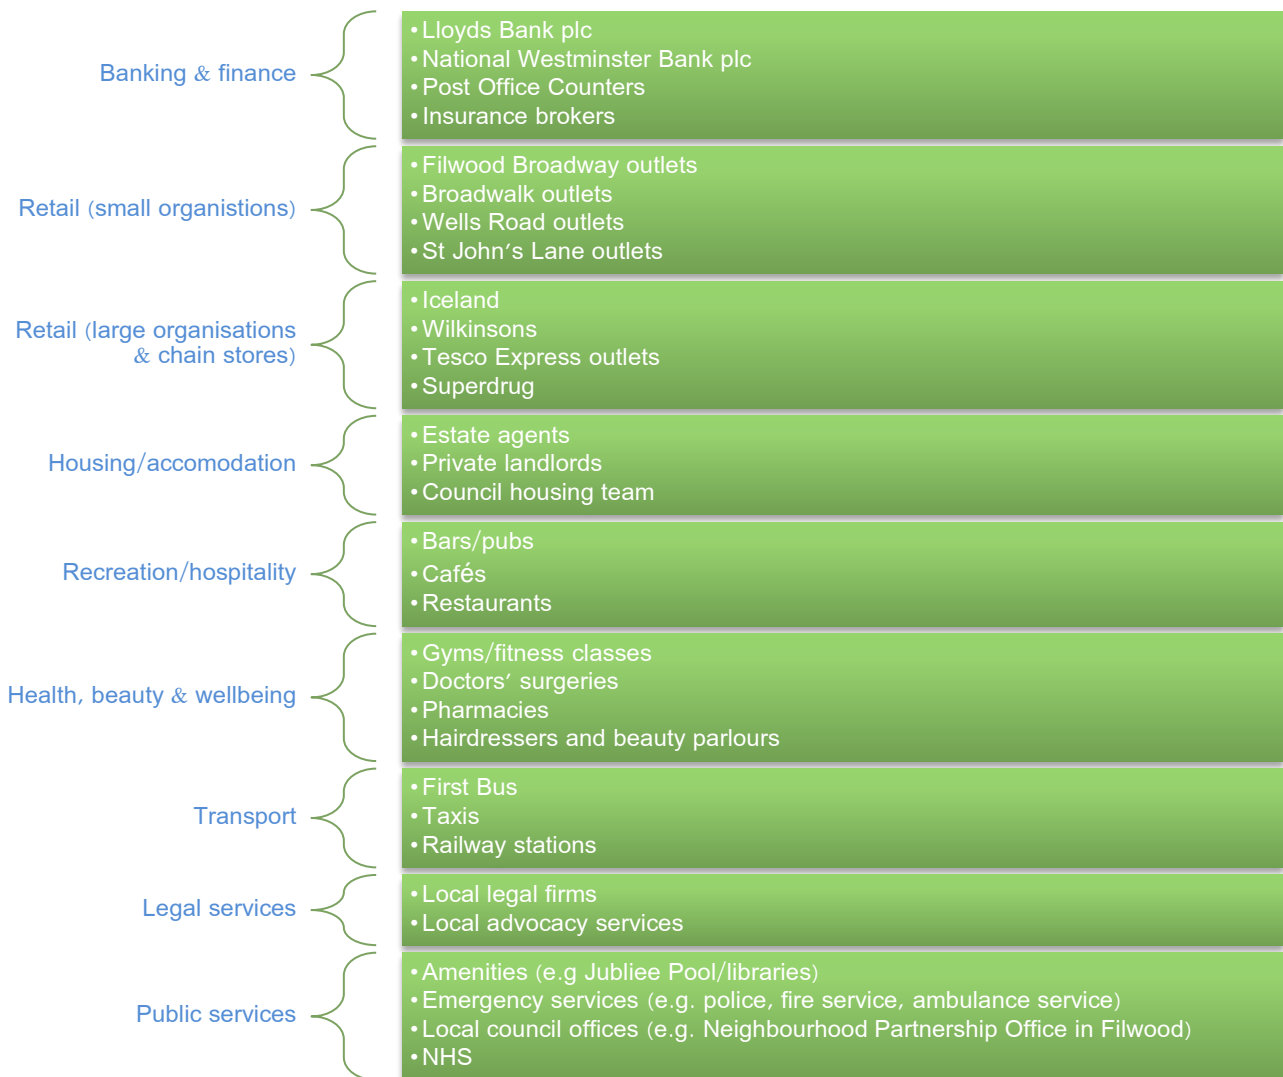 Banking & finance
•Lloyds Bank plc
•National Westminster Bank plc
•Post Office Counters
•Insurance brokers
Retail (small organistions)
•Filwood Broadway outlets
•Broadwalk outlets
•Wells Road outlets
•St John's Lane outlets
Retail (large organisations
& chain stores)
•Iceland
•Wilkinsons
•Tesco Express outlets
•Superdrug
Housing/accomodation
•Estate agents
•Private landlords
•Council housing team
Recreation/hospitality
•Bars/pubs
•Cafés
•Restaurants
Health, beauty & wellbeing
•Gyms/fitness classes
•Doctors' surgeries
•Pharmacies
•Hairdressers and beauty parlours
Transport
•First Bus
•Taxis
•Railway stations
Legal services
•Local legal firms
•Local advocacy services
Public services
•Amenities (e.g Jubliee Pool/libraries)
•Emergency services (e.g. police, fire service, ambulance service)
•Local council offices (e.g. Neighbourhood Partnership Office in Filwood)
•NHS